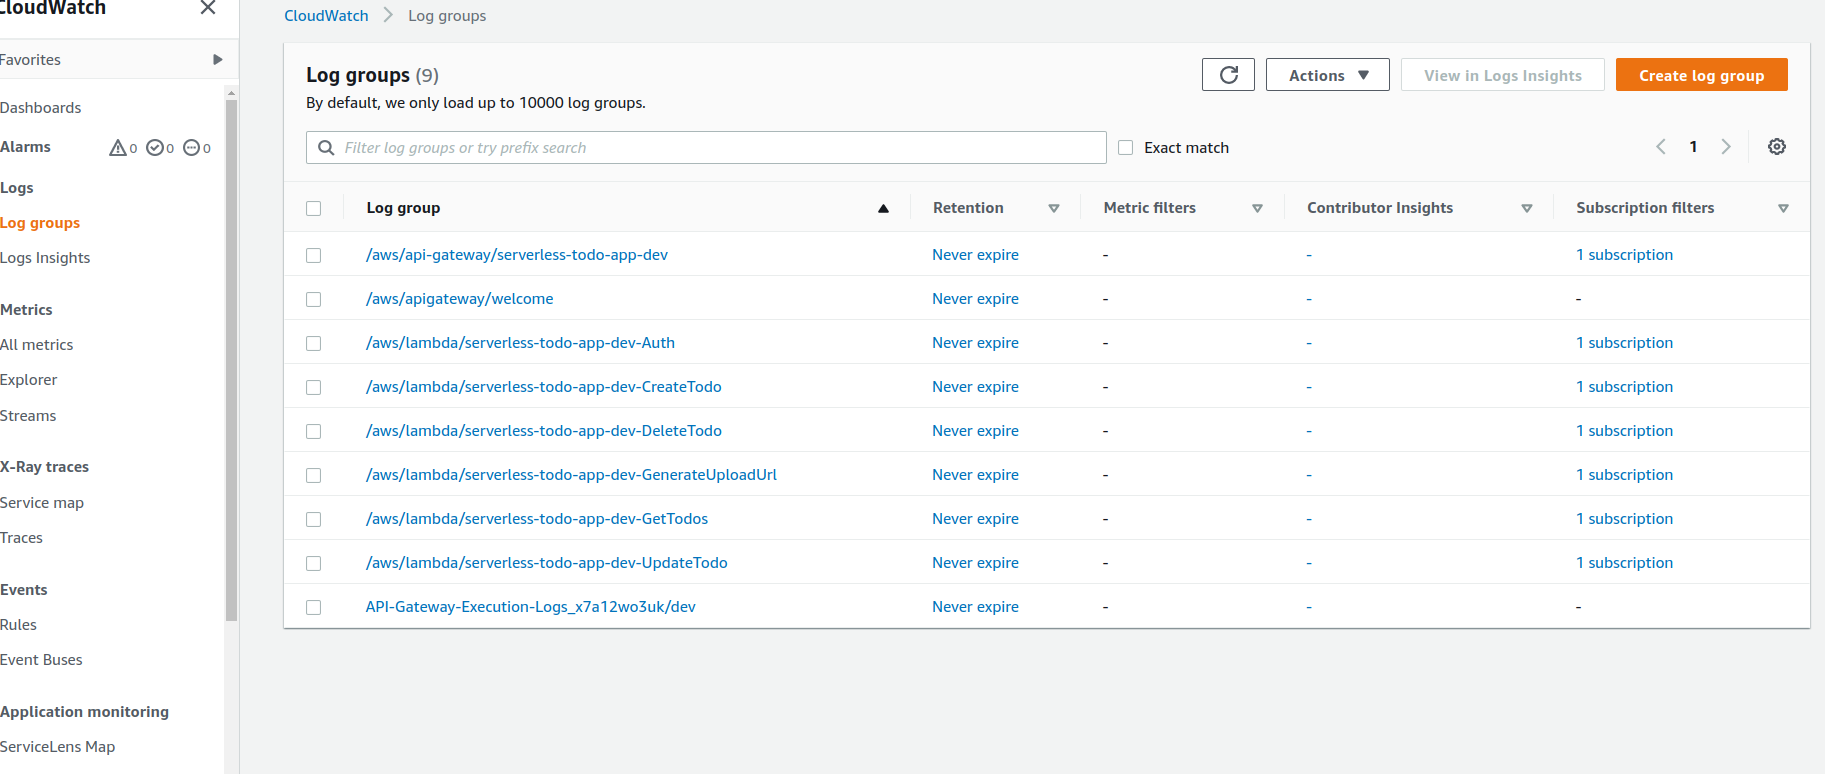 CloudWatch
Favorites
Dashboards
Alarms 0 0 0
Logs
Log groups
Logs Insights
Metrics
All metrics
Explorer
Streams
X-Ray traces
Service map
Traces
Events
Rules
Event Buses
Application monitoring
ServiceLens Map
CloudWatch Log groups
Log groups (9)
By default, we only load up to 10000 log groups.
Actions View in Logs Insights Create log group
Filter log groups or try prefix search Exact match 1
Log group Retention Metric filters Contributor Insights Subscription filters
/aws/api-gateway/serverless-todo-app-dev Never expire - - 1 subscription
/aws/apigateway/welcome Never expire - - -
/aws/lambda/serverless-todo-app-dev-Auth Never expire - - 1 subscription
/aws/lambda/serverless-todo-app-dev-CreateTodo Never expire - - 1 subscription
/aws/lambda/serverless-todo-app-dev-DeleteTodo Never expire - - 1 subscription
/aws/lambda/serverless-todo-app-dev-GenerateUploadUrl Never expire - - 1 subscription
/aws/lambda/serverless-todo-app-dev-GetTodos Never expire - - 1 subscription
/aws/lambda/serverless-todo-app-dev-UpdateTodo Never expire - - 1 subscription
API-Gateway-Execution-Logs_x7a12wo3uk/dev Never expire - - -